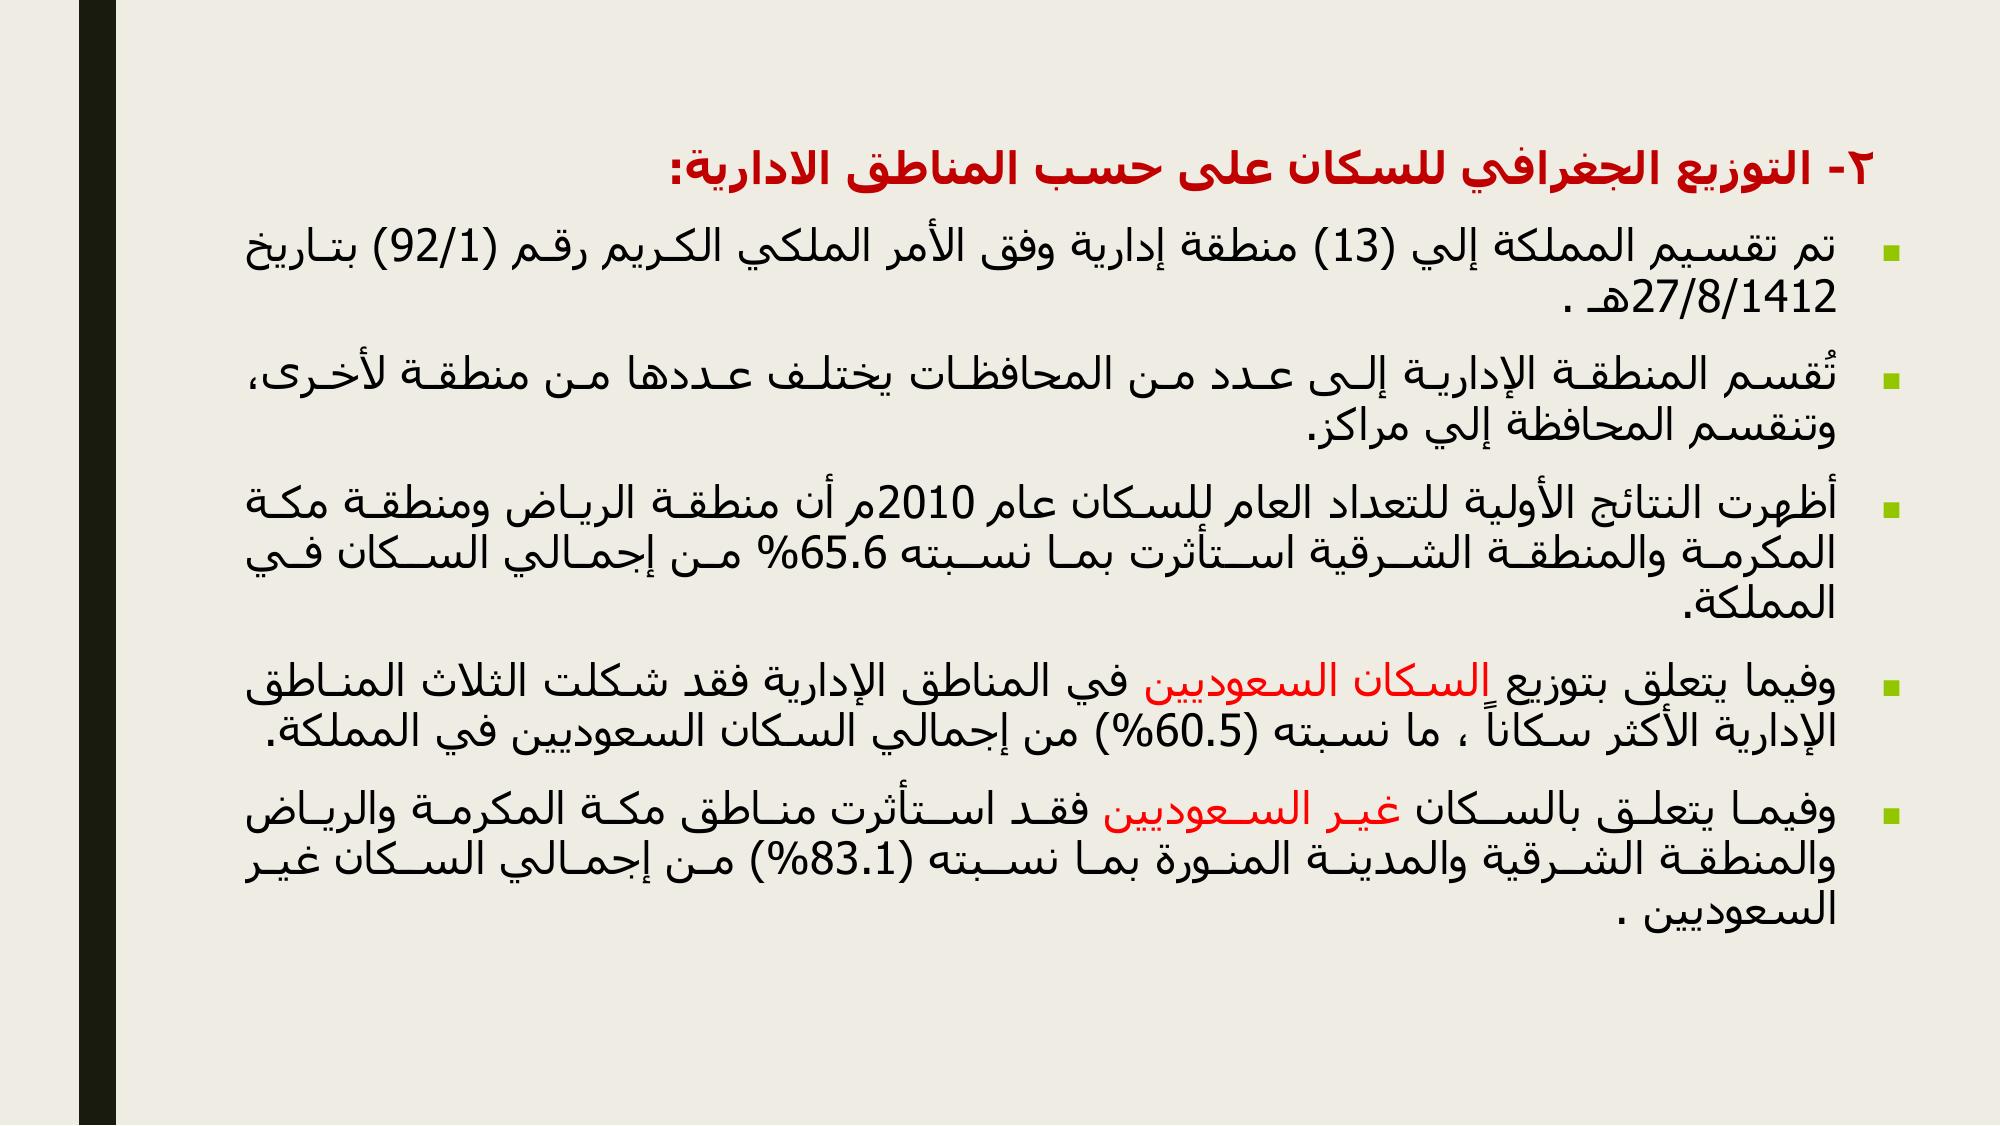 ٢- التوزيع الجغرافي للسكان على حسب المناطق الادارية:
تم تقسيم المملكة إلي (13) منطقة إدارية وفق الأمر الملكي الكريم رقم (92/1) بتاريخ
27/8/1412هـ .
تُقسم المنطقة الإدارية إلى عدد من المحافظات يختلف عددها من منطقة لأخرى،
وتنقسم المحافظة إلي مراكز.
أظهرت النتائج الأولية للتعداد العام للسكان عام 2010م أن منطقة الرياض ومنطقة مكة
المكرمة والمنطقة الشرقية استأثرت بما نسبته 65.6% من إجمالي السكان في
المملكة.
وفيما يتعلق بتوزيع السكان السعوديين في المناطق الإدارية فقد شكلت الثلاث المناطق
الإدارية الأكثر سكاناً ، ما نسبته (60.5%) من إجمالي السكان السعوديين في المملكة.
وفيما يتعلق بالسكان غير السعوديين فقد استأثرت مناطق مكة المكرمة والرياض
والمنطقة الشرقية والمدينة المنورة بما نسبته (83.1%) من إجمالي السكان غير
السعوديين .